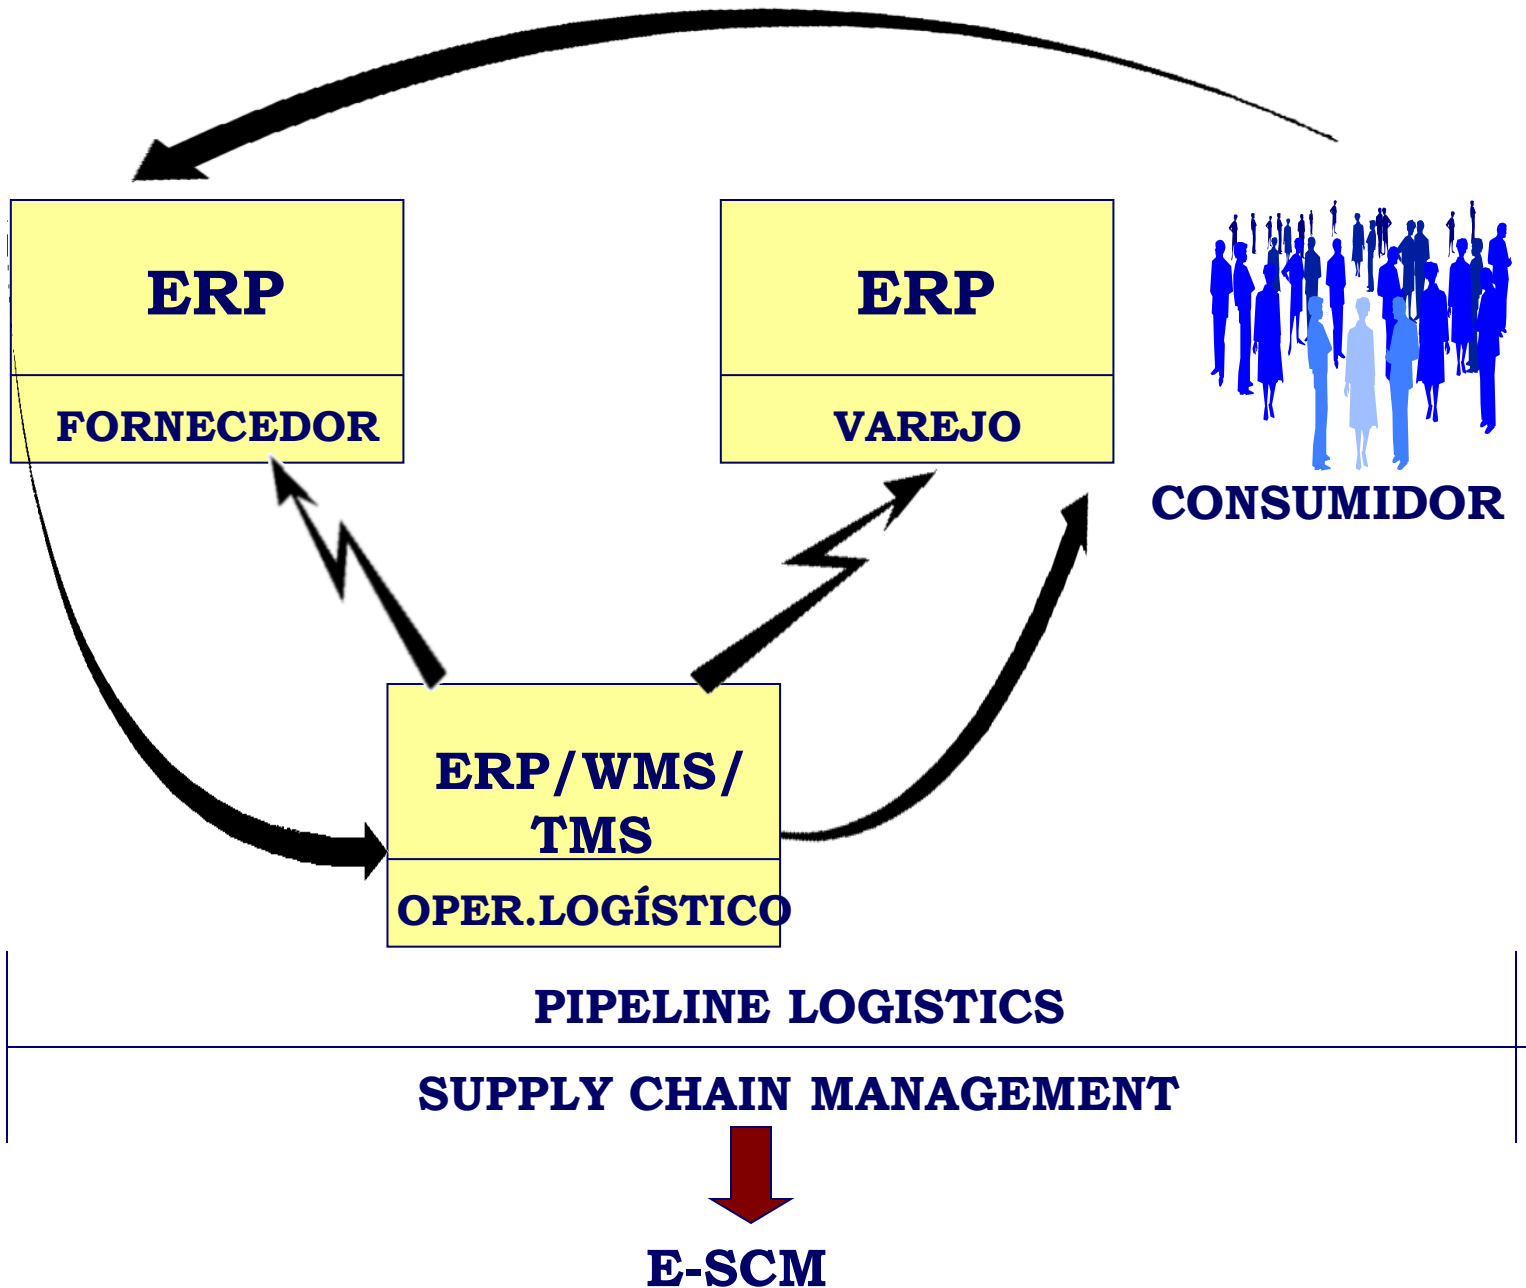 ERP
FORNECEDOR
ERP
VAREJO
CONSUMIDOR
ERP/WMS/
TMS
OPER.LOGÍSTICO
PIPELINE LOGISTICS
SUPPLY CHAIN MANAGEMENT
E-SCM